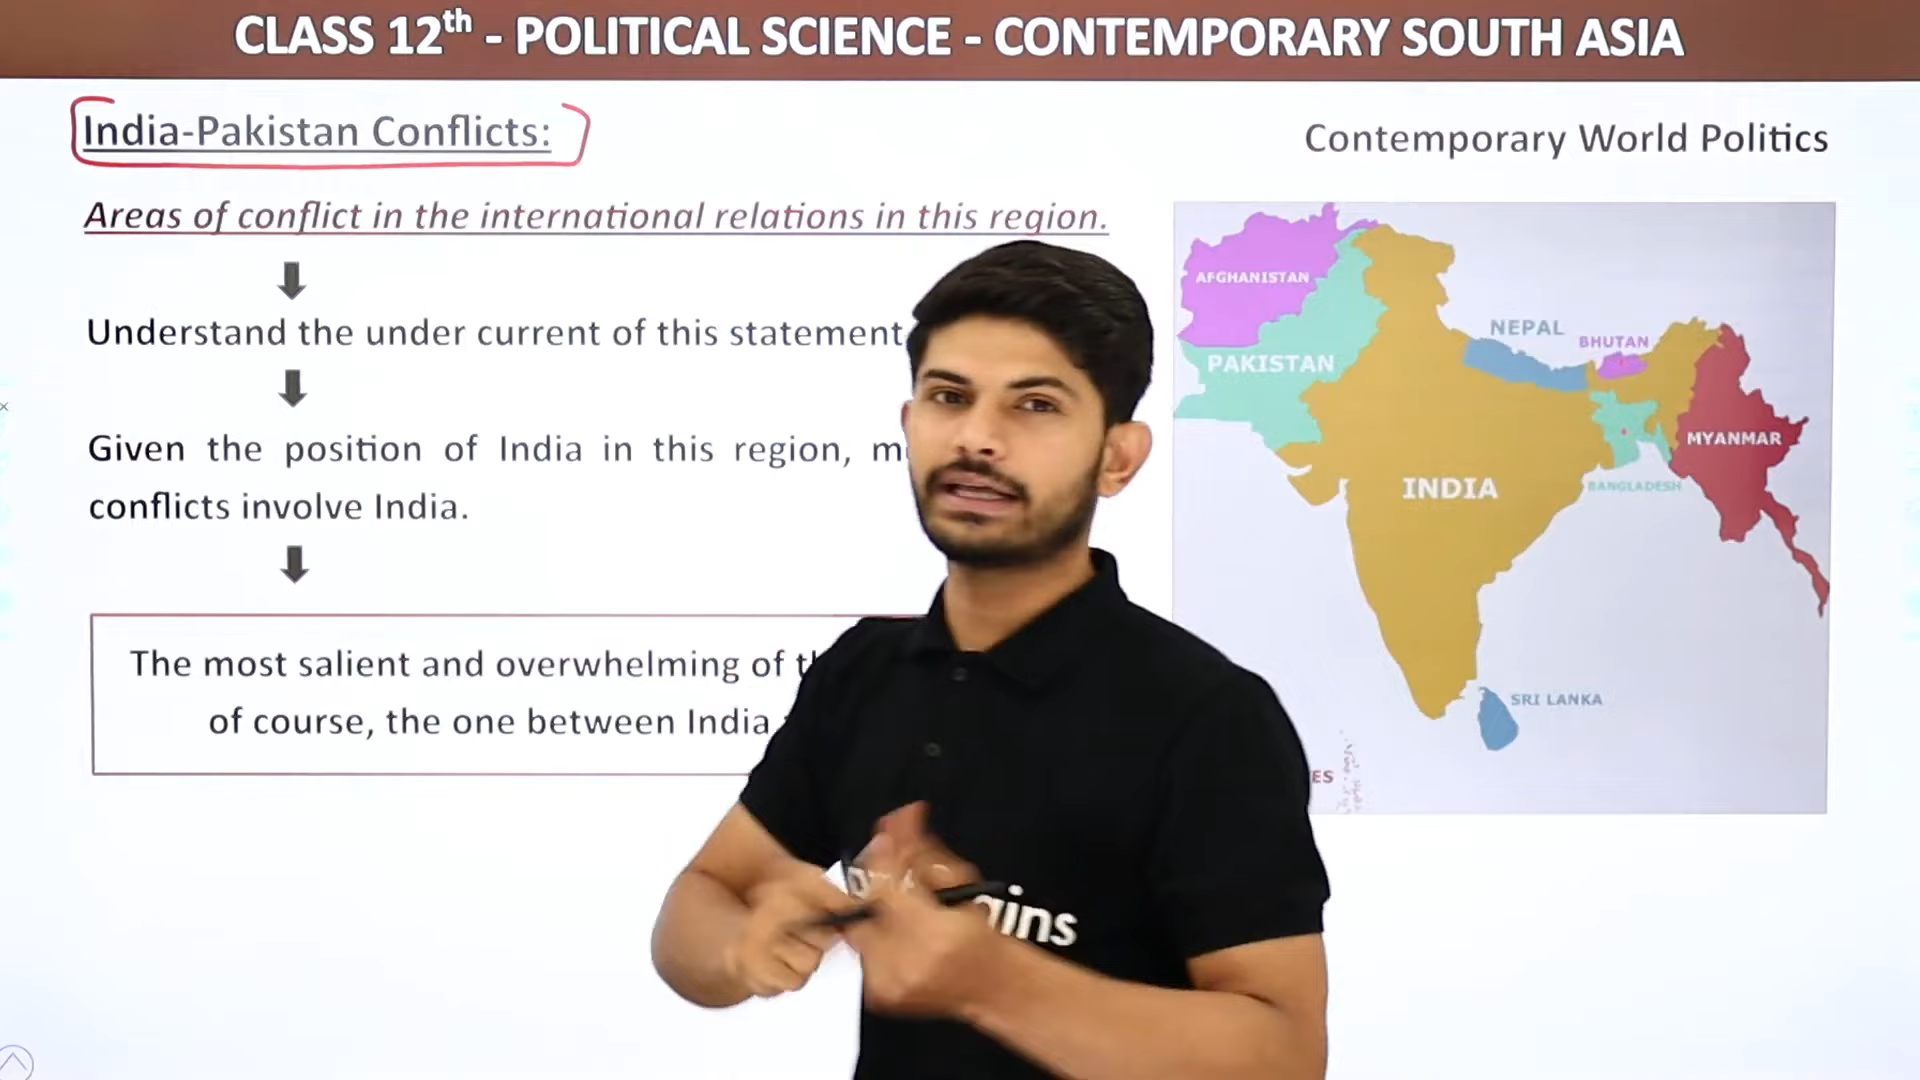 CLASS 12th - POLITICAL SCIENCE - CONTEMPORARY SOUTH ASIA
India-Pakistan Conflicts:
Contemporary World Politics
Areas of conflict in the international relations in this region.
Understand the under current of this statement
Given the position of India in this region,
conflicts involve India.
The most salient and overwhelming of
of course, the one between India
AFGHANISTAN
PAKISTAN
NEPAL
BHUTAN
MYANMAR
INDIA
BANGLADESH
SRI LANKA
ES
ains